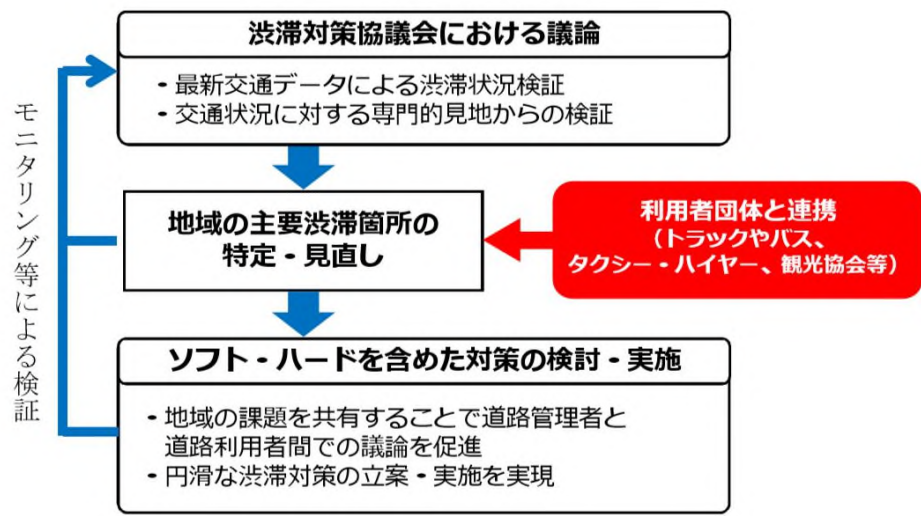 渋滞対策協議会における議論
・最新交通データによる渋滞状況検証
・交通状況に対する専門的見地からの検証
地域の主要渋滞箇所の
特定・見直し
利用者団体と連携
（トラックやバス、
タクシー・ハイヤー、観光協会等）
ソフト・ハードを含めた対策の検討・実施
・地域の課題を共有することで道路管理者と
道路利用者間での議論を促進
・円滑な渋滞対策の立案・実施を実現
モニタリング等による検証